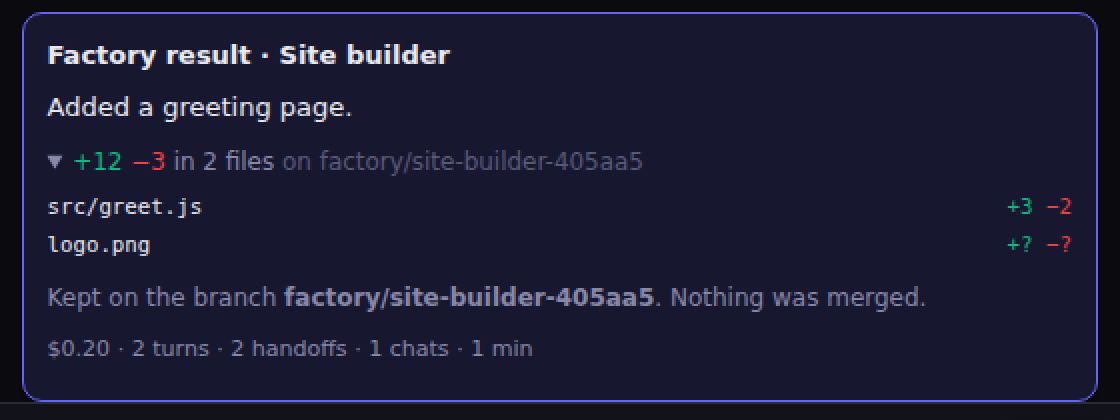 Factory result · Site builder
Added a greeting page.
▼ +12 −3 in 2 files on factory/site-builder-405aa5
src/greet.js +3 −2
logo.png +? −?
Kept on the branch factory/site-builder-405aa5. Nothing was merged.
$0.20 · 2 turns · 2 handoffs · 1 chats · 1 min